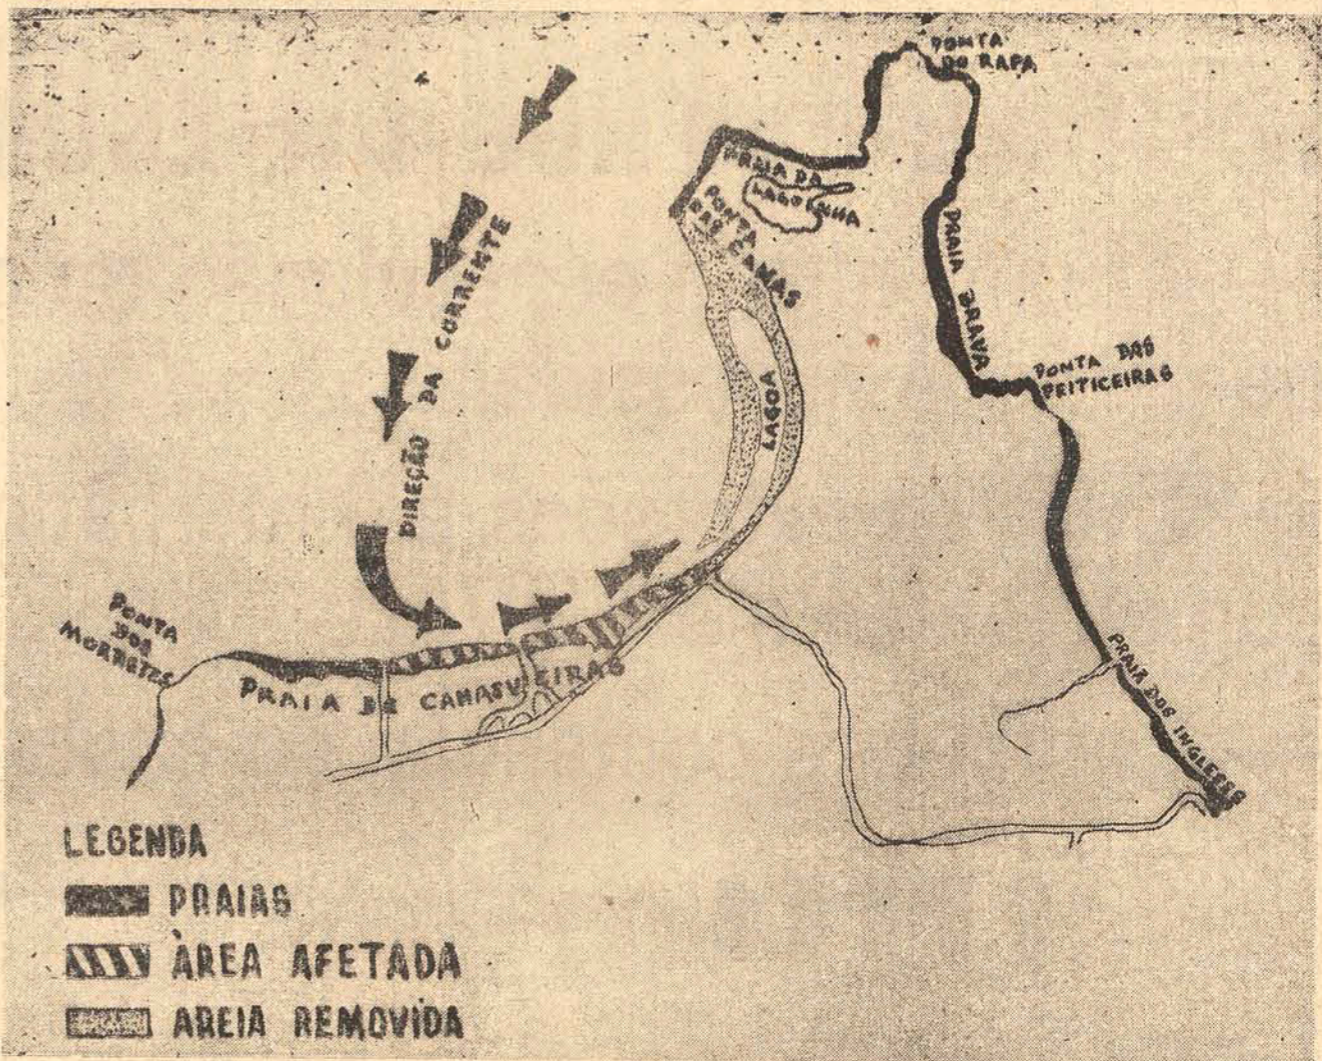 PONTA
DO RAPA
PRAIA DA
LAGOINHA
PONTA
DAS CANAS
PRAIA BRAVA
PONTA DAS
FEITICEIRAS
DIREÇÃO DA CORRENTE
LAGOA
PONTA
DOS
MORRETES
PRAIA DE CANASVIEIRAS
PRAIA DOS INGLESES
LEGENDA
PRAIAS
ÀREA AFETADA
AREIA REMOVIDA